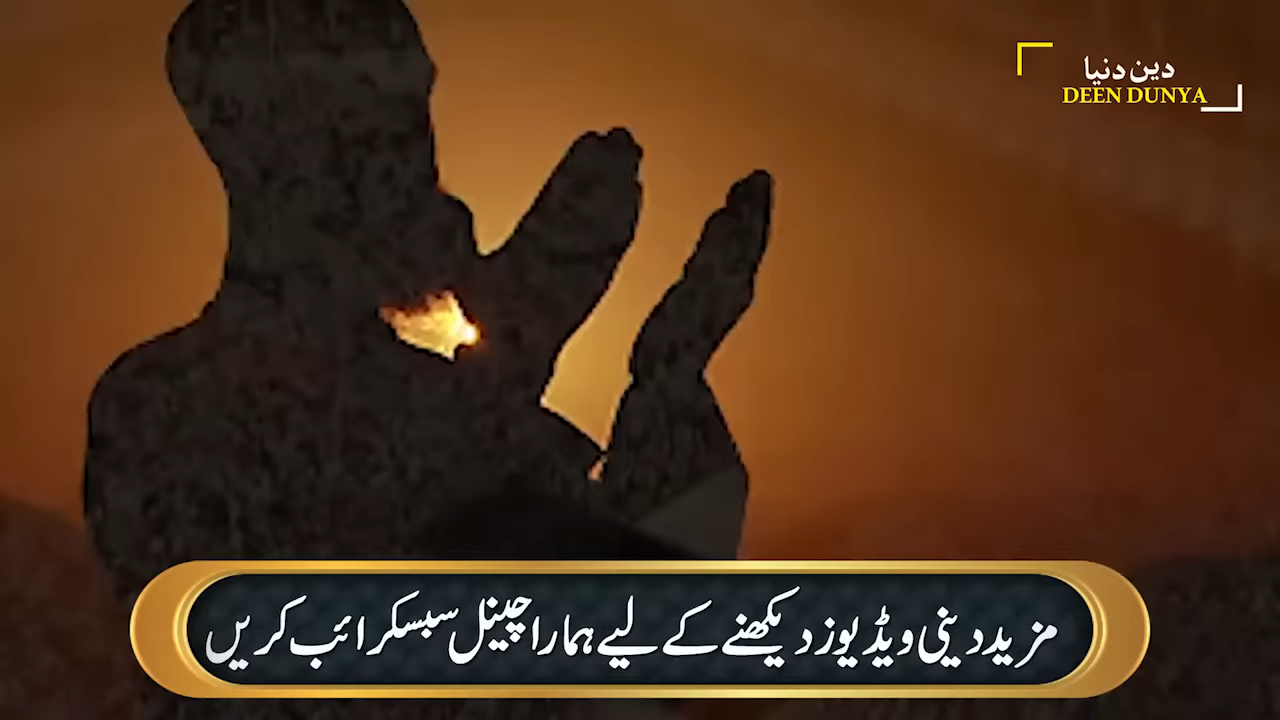 دین دنیا
DEEN DUNYA
مزید دینی ویڈیوز دیکھنے کے لیے ہمارا چینل سبسکرائب کریں